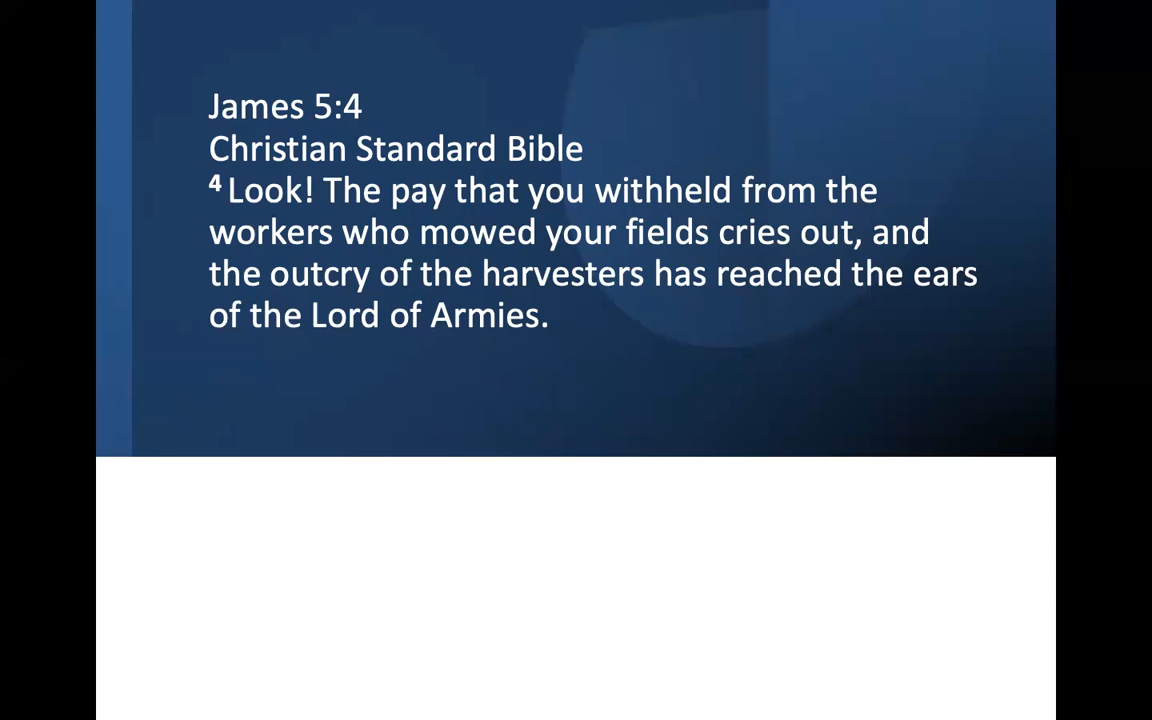 James 5:4
Christian Standard Bible
4 Look! The pay that you withheld from the
workers who mowed your fields cries out, and
the outcry of the harvesters has reached the ears
of the Lord of Armies.